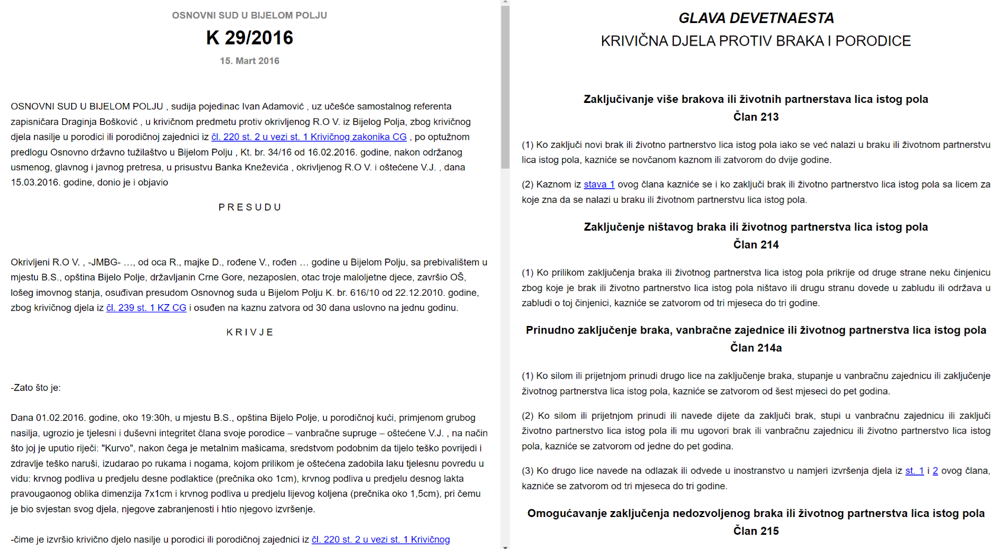 OSNOVNI SUD U BIJELOM POLJU
K 29/2016
15. Mart 2016
OSNOVNI SUD U BIJELOM POLJU , sudija pojedinac Ivan Adamović , uz učešće samostalnog referenta
zapisničara Draginja Bošković , u krivičnom predmetu protiv okrivljenog R.O V. iz Bijelog Polja, zbog krivičnog
djela nasilje u porodici ili porodičnoj zajednici iz čl. 220 st. 2 u vezi st. 1 Krivičnog zakonika CG , po optužnom
predlogu Osnovno državno tužilaštvo u Bijelom Polju , Kt. br. 34/16 od 16.02.2016. godine, nakon održanog
usmenog, glavnog i javnog pretresa, u prisustvu Banka Kneževića , okrivljenog R.O V. i oštećene V.J. , dana
15.03.2016. godine, donio je i objavio
P R E S U D U
Okrivljeni R.O V. , -JMBG- …, od oca R., majke D., rođene V., rođen … godine u Bijelom Polju, sa prebivalištem u
mjestu B.S., opština Bijelo Polje, državljanin Crne Gore, nezaposlen, otac troje maloljetne djece, završio OŠ,
lošeg imovnog stanja, osuđivan presudom Osnovnog suda u Bijelom Polju K. br. 616/10 od 22.12.2010. godine,
zbog krivičnog djela iz čl. 239 st. 1 KZ CG i osuđen na kaznu zatvora od 30 dana uslovno na jednu godinu.
K R I V J E
-Zato što je:
Dana 01.02.2016. godine, oko 19:30h, u mjestu B.S., opština Bijelo Polje, u porodičnoj kući, primjenom grubog
nasilja, ugrozio je tjelesni i duševni integritet člana svoje porodice – vanbračne supruge – oštećene V.J. , na način
što joj je uputio riječi: "Kurvo", nakon čega je metalnim mašicama, sredstvom podobnim da tijelo teško povrijedi i
zdravlje teško naruši, izudarao po rukama i nogama, kojom prilikom je oštećena zadobila laku tjelesnu povredu u
vidu: krvnog podliva u predjelu desne podlaktice (prečnika oko 1cm), krvnog podliva u predjelu desnog lakta
pravougaonog oblika dimenzija 7x1cm i krvnog podliva u predjelu lijevog koljena (prečnika oko 1,5cm), pri čemu
je bio svjestan svog djela, njegove zabranjenosti i htio njegovo izvršenje.
-čime je izvršio krivično djelo nasilje u porodici ili porodičnoj zajednici iz čl. 220 st. 2 u vezi st. 1 Krivičnog
GLAVA DEVETNAESTA
KRIVIČNA DJELA PROTIV BRAKA I PORODICE
Zaključivanje više brakova ili životnih partnerstava lica istog pola
Član 213
(1) Ko zaključi novi brak ili životno partnerstvo lica istog pola iako se već nalazi u braku ili životnom partnerstvu
lica istog pola, kazniće se novčanom kaznom ili zatvorom do dvije godine.
(2) Kaznom iz stava 1 ovog člana kazniće se i ko zaključi brak ili životno partnerstvo lica istog pola sa licem za
koje zna da se nalazi u braku ili životnom partnerstvu lica istog pola.
Zaključenje ništavog braka ili životnog partnerstva lica istog pola
Član 214
(1) Ko prilikom zaključenja braka ili životnog partnerstva lica istog pola prikrije od druge strane neku činjenicu
zbog koje je brak ili životno partnerstvo lica istog pola ništavo ili drugu stranu dovede u zabludu ili održava u
zabludi o toj činjenici, kazniće se zatvorom od tri mjeseca do tri godine.
Prinudno zaključenje braka, vanbračne zajednice ili životnog partnerstva lica istog pola
Član 214a
(1) Ko silom ili prijetnjom prinudi drugo lice na zaključenje braka, stupanje u vanbračnu zajednicu ili zaključenje
životnog partnerstva lica istog pola, kazniće se zatvorom od šest mjeseci do pet godina.
(2) Ko silom ili prijetnjom prinudi ili navede dijete da zaključi brak, stupi u vanbračnu zajednicu ili zaključi
životno partnerstvo lica istog pola ili mu ugovori brak ili vanbračnu zajednicu ili životno partnerstvo lica istog
pola, kazniće se zatvorom od jedne do pet godina.
(3) Ko drugo lice navede na odlazak ili odvede u inostranstvo u namjeri izvršenja djela iz st. 1 i 2 ovog člana,
kazniće se zatvorom od tri mjeseca do tri godine.
Omogućavanje zaključenja nedozvoljenog braka ili životnog partnerstva lica istog pola
Član 215